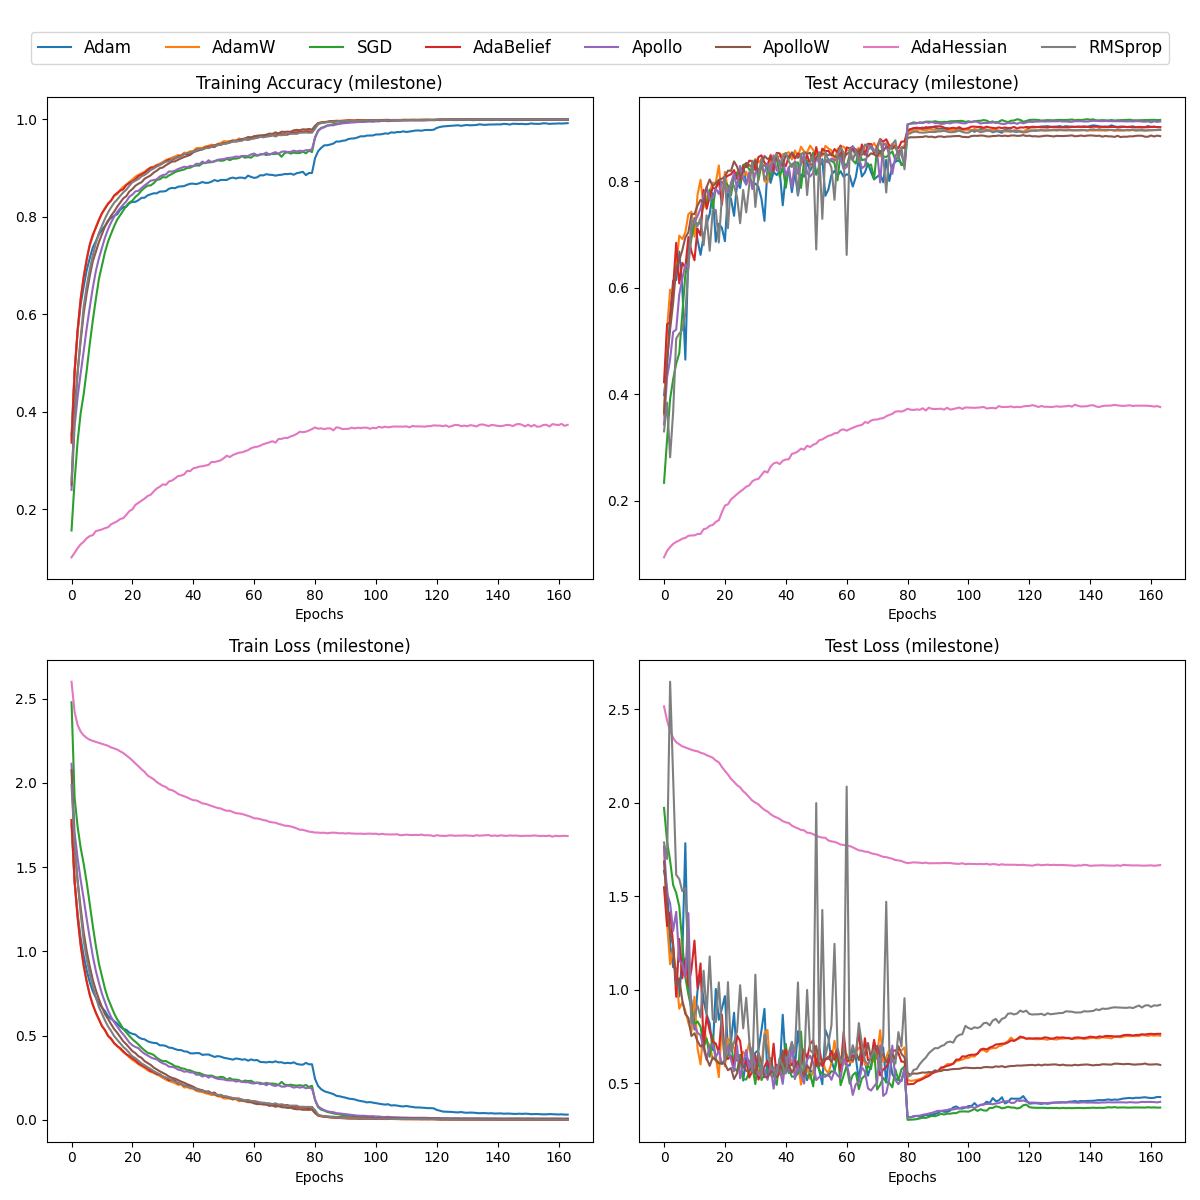 Adam AdamW SGD AdaBelief Apollo ApolloW AdaHessian RMSprop
Training Accuracy (milestone)
1.0
0.8
0.6
0.4
0.2
0 20 40 60 80 100 120 140 160
Epochs
Test Accuracy (milestone)
0.8
0.6
0.4
0.2
0 20 40 60 80 100 120 140 160
Epochs
Train Loss (milestone)
2.5
2.0
1.5
1.0
0.5
0.0
0 20 40 60 80 100 120 140 160
Epochs
Test Loss (milestone)
2.5
2.0
1.5
1.0
0.5
0 20 40 60 80 100 120 140 160
Epochs